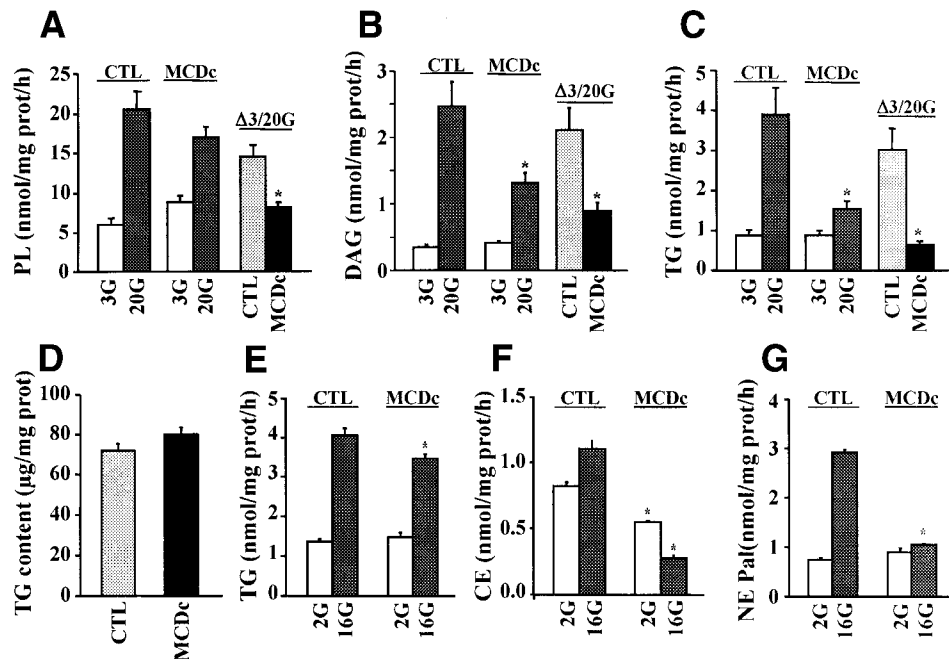 A
PL (nmol/mg prot/h)
25
20
15
10
5
0
CTL
MCDc
Δ3/20G
*
3G
20G
3G
20G
CTL
MCDc
B
DAG (nmol/mg prot/h)
3
2
1
0
CTL
MCDc
Δ3/20G
*
*
3G
20G
3G
20G
CTL
MCDc
C
TG (nmol/mg prot/h)
5
4
3
2
1
0
CTL
MCDc
Δ3/20G
*
*
3G
20G
3G
20G
CTL
MCDc
D
TG content (µg/mg prot)
100
80
60
40
20
0
CTL
MCDc
E
TG (nmol/mg prot/h)
5
4
3
2
1
0
CTL
MCDc
*
2G
16G
2G
16G
F
CE (nmol/mg prot/h)
1.5
1.0
0.5
0.0
CTL
MCDc
*
*
2G
16G
2G
16G
G
NE Pal(nmol/mg prot/h)
4
3
2
1
0
CTL
MCDc
*
2G
16G
2G
16G